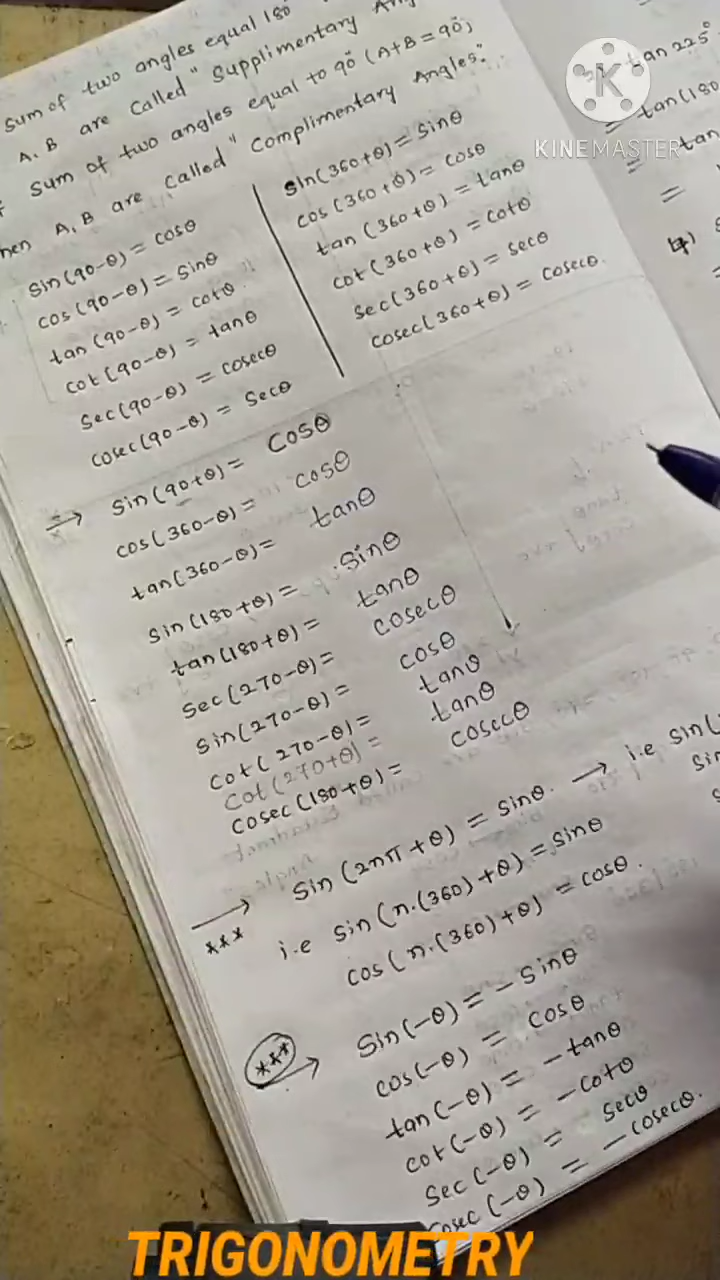 sum of two angles equal 180°
A, B are called "Supplimentary
sum of two angles equal to 90° (A+B=90°,
then A, B are called "Complimentary Angles".
sin(90-θ) = cosθ
cos(90-θ) = sinθ
tan(90-θ) = cotθ
cot(90-θ) = tanθ
sec(90-θ) = cosecθ
cosec(90-θ) = secθ
sin(360+θ) = sinθ
cos(360+θ) = cosθ
tan(360+θ) = tanθ
cot(360+θ) = cotθ
sec(360+θ) = secθ
cosec(360+θ) = cosecθ
→ sin(90+θ) = cosθ
cos(360-θ) = cosθ
tan(360-θ) = tanθ
sin(180+θ) = sinθ
tan(180+θ) = tanθ
sec(270-θ) = cosecθ
sin(270-θ) = cosθ
cot(270-θ) = tanθ
cot(270+θ) = tanθ
cosec(180+θ) = cosecθ
→ sin(2nπ+θ) = sinθ. → i.e sin(
*** i.e sin(n.(360)+θ) = sinθ
cos(n.(360)+θ) = cosθ.
*** → sin(-θ) = -sinθ
cos(-θ) = cosθ
tan(-θ) = -tanθ
cot(-θ) = -cotθ
sec(-θ) = secθ
cosec(-θ) = -cosecθ.
tan 225°
= tan(180
= tan
=
K
KINEMASTER
TRIGONOMETRY